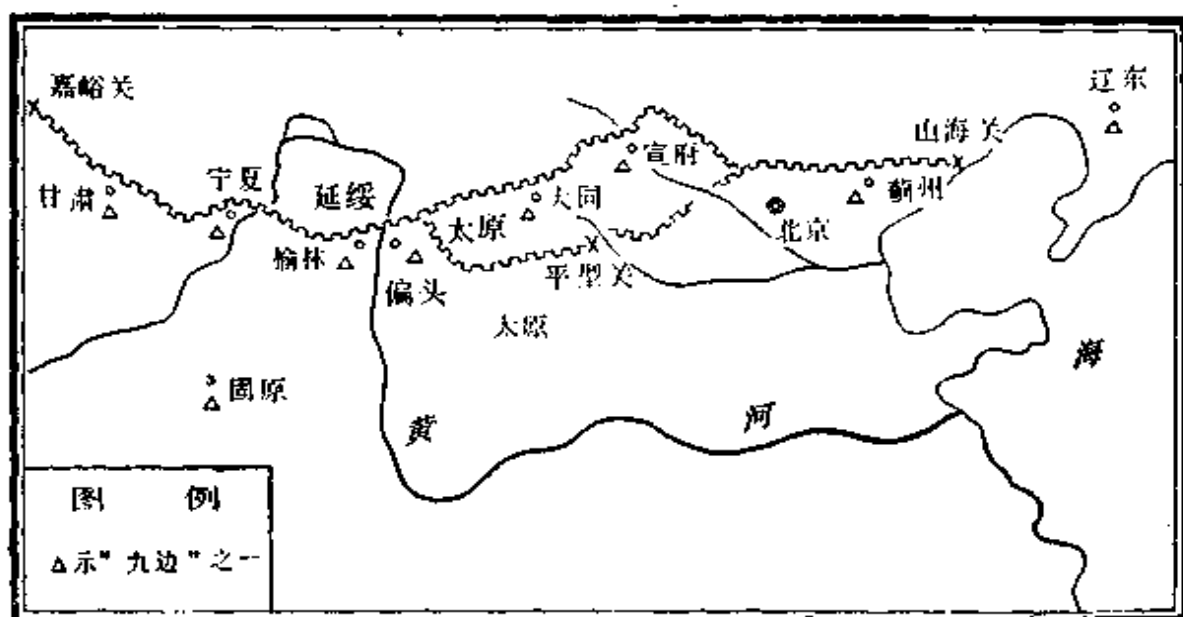 嘉峪关
辽东
山海关
宣府
宁夏
甘肃
延绥
大同
蓟州
太原
北京
榆林
平型关
偏头
太原
海
固原
黄
河
图 例
△示"九边"之一